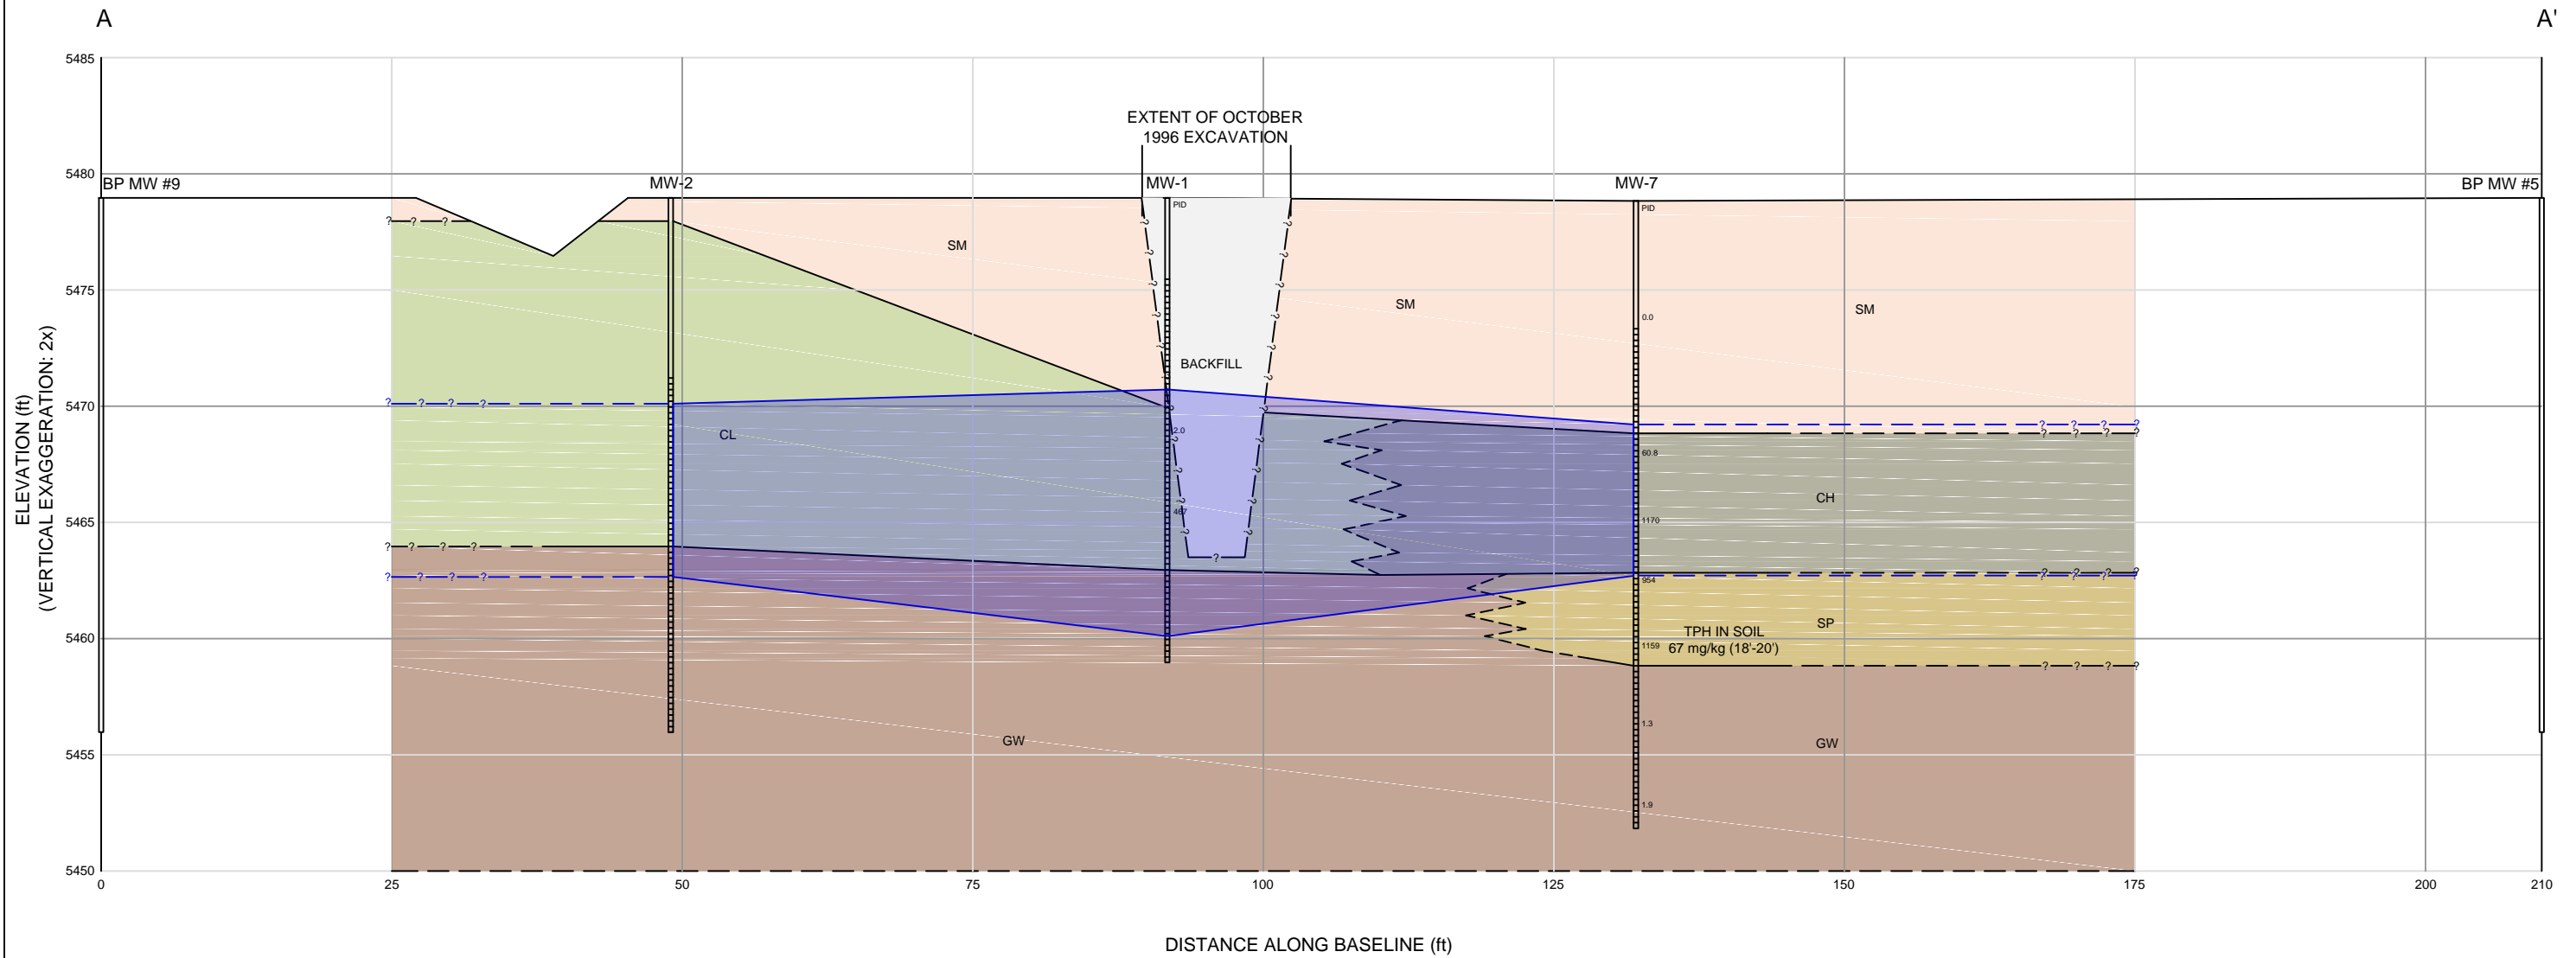 A
A'
5485
EXTENT OF OCTOBER
1996 EXCAVATION
5480
BP MW #9
MW-2
MW-1
MW-7
BP MW #5
PID
PID
SM
5475
SM
SM
0.0
BACKFILL
ELEVATION (ft)
(VERTICAL EXAGGERATION: 2x)
5470
CL
2.0
60.8
CH
467
5465
1170
954
SP
5460
TPH IN SOIL
67 mg/kg (18'-20')
1159
1.3
GW
GW
5455
1.9
5450
0
25
50
75
100
125
150
175
200
210
DISTANCE ALONG BASELINE (ft)